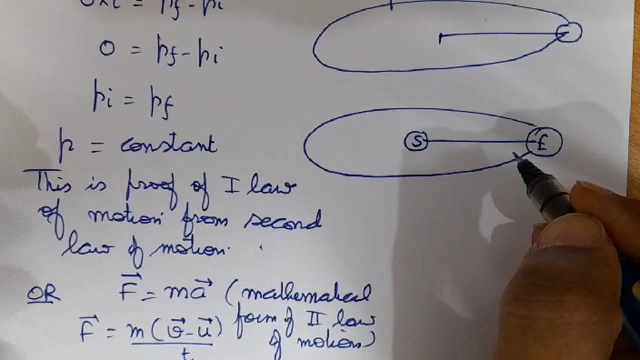 0 = pf - pi
pi = pf
p = constant
S
f
This is proof of I law
of motion from second
law of motion.
OR F⃗ = ma⃗ (mathematical
form of II law
of motion)
F⃗ = m(v⃗ - u⃗)
t